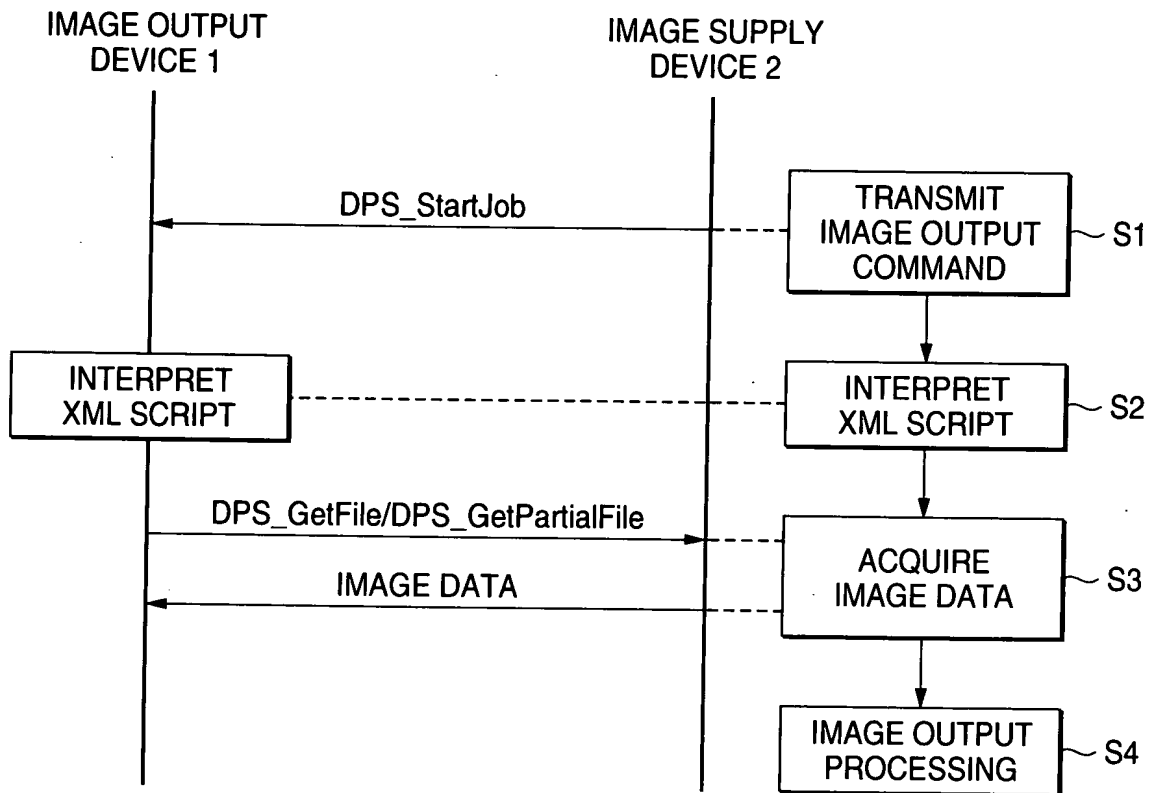 IMAGE OUTPUT
DEVICE 1
IMAGE SUPPLY
DEVICE 2
DPS_StartJob
TRANSMIT
IMAGE OUTPUT
COMMAND
S1
INTERPRET
XML SCRIPT
INTERPRET
XML SCRIPT
S2
DPS_GetFile/DPS_GetPartialFile
IMAGE DATA
ACQUIRE
IMAGE DATA
S3
IMAGE OUTPUT
PROCESSING
S4